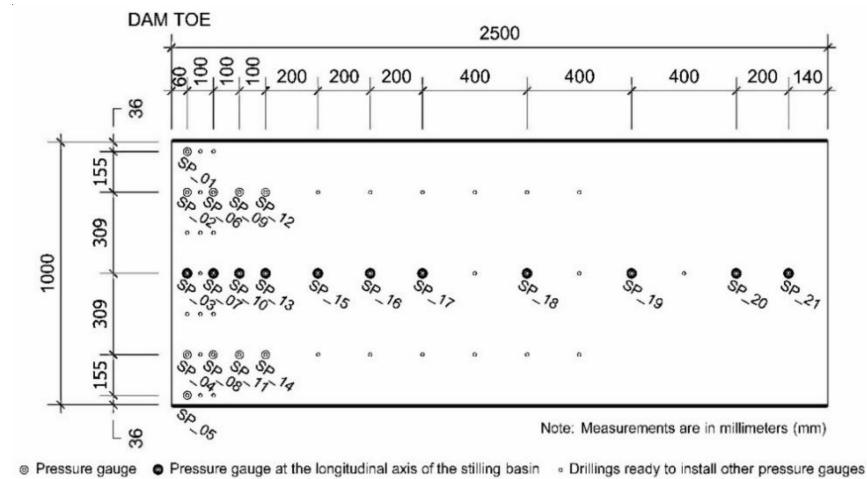 DAM TOE
2500
60 100 100 100 200 200 200 400 400 400 200 140
36
155
309
1000
309
155
36
SP_01
SP_02 SP_06 SP_09 SP_12
SP_03 SP_07 SP_10 SP_13 SP_15 SP_16 SP_17 SP_18 SP_19 SP_20 SP_21
SP_04 SP_08 SP_11 SP_14
SP_05
Note: Measurements are in millimeters (mm)
Pressure gauge Pressure gauge at the longitudinal axis of the stilling basin Drillings ready to install other pressure gauges